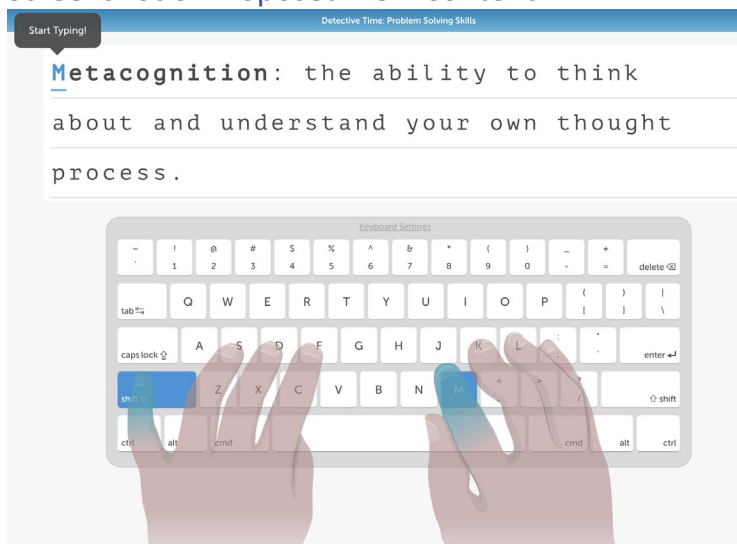 Detective Time: Problem Solving Skills
Start Typing!
Metacognition: the ability to think
about and understand your own thought
process.
Keyboard Settings
~ ! @ # $ % ^ & * ( ) _ +
` 1 2 3 4 5 6 7 8 9 0 - = delete
{ } |
tab Q W E R T Y U I O P [ ] \
: "
caps lock A S D F G H J K L ; ' enter
< > ?
shift Z X C V B N M , . / shift
ctrl alt cmd cmd alt ctrl